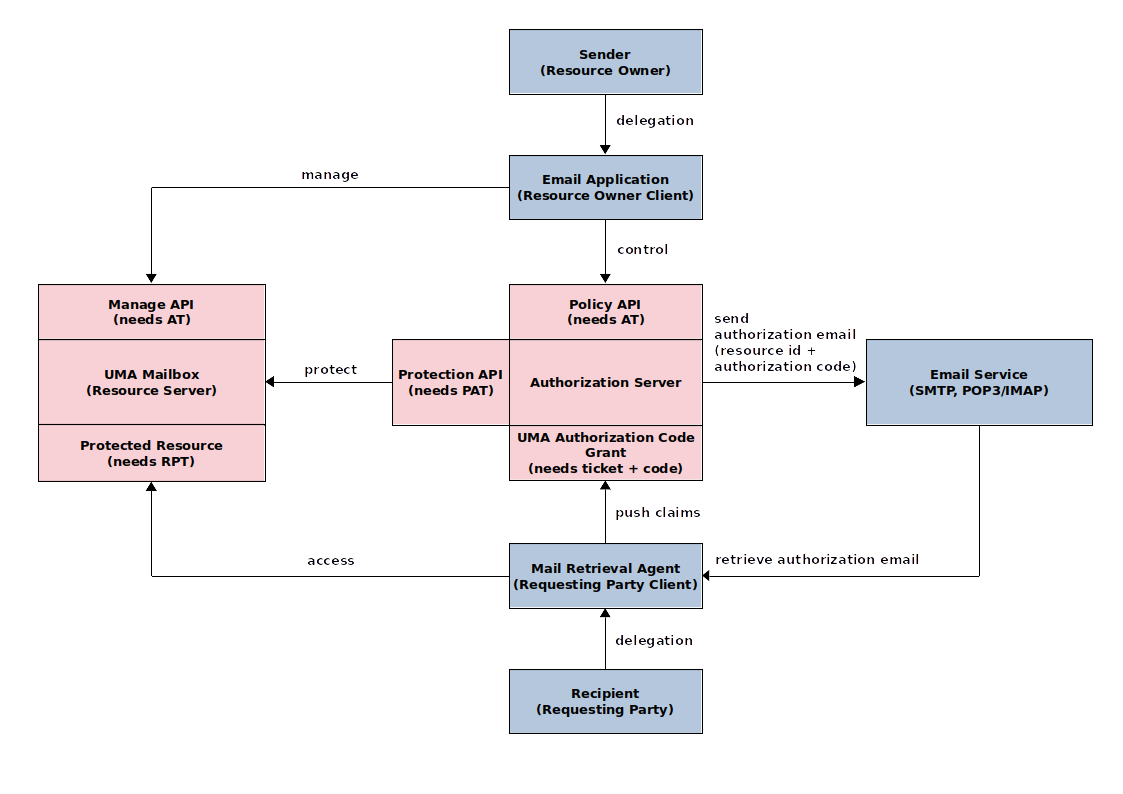 Sender
(Resource Owner)
delegation
Email Application
(Resource Owner Client)
manage
control
Manage API
(needs AT)
Policy API
(needs AT)
send
authorization email
(resource id +
authorization code)
UMA Mailbox
(Resource Server)
protect
Protection API
(needs PAT)
Authorization Server
Email Service
(SMTP, POP3/IMAP)
Protected Resource
(needs RPT)
UMA Authorization Code
Grant
(needs ticket + code)
push claims
access
Mail Retrieval Agent
(Requesting Party Client)
retrieve authorization email
delegation
Recipient
(Requesting Party)